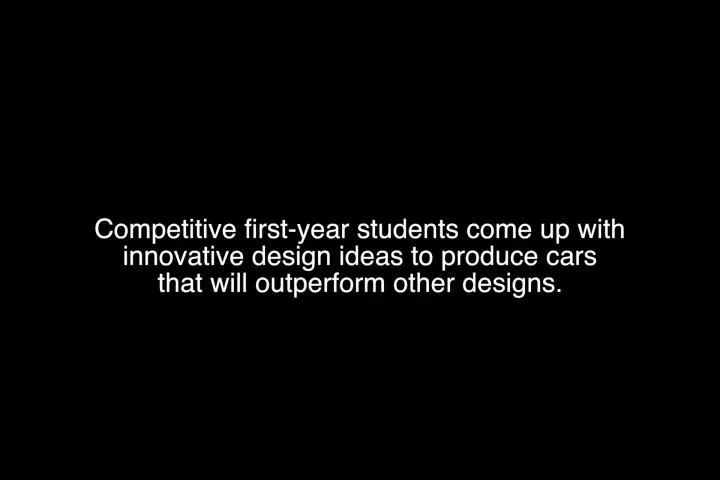 Competitive first-year students come up with
innovative design ideas to produce cars
that will outperform other designs.